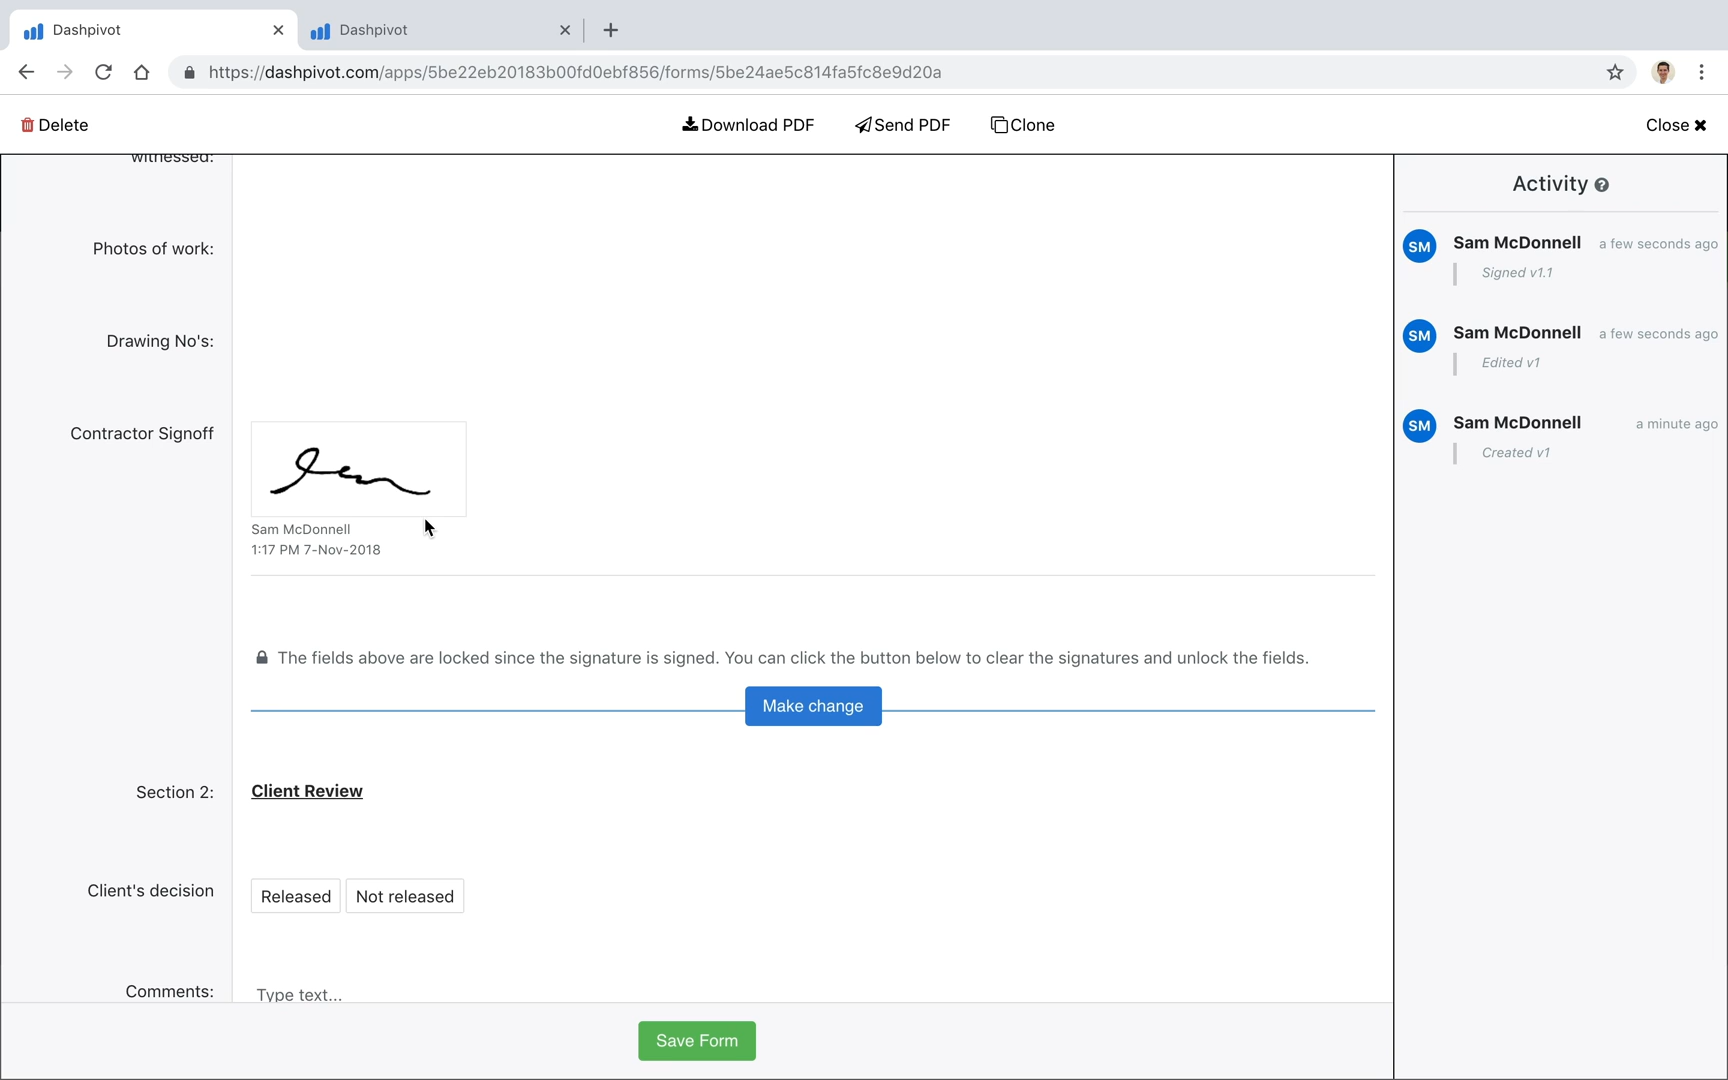 Dashpivot
Dashpivot
https://dashpivot.com/apps/5be22eb20183b00fd0ebf856/forms/5be24ae5c814fa5fc8e9d20a
Delete
Download PDF
Send PDF
Clone
Close
witnessed:
Photos of work:
Drawing No's:
Contractor Signoff
Sam McDonnell
1:17 PM 7-Nov-2018
The fields above are locked since the signature is signed. You can click the button below to clear the signatures and unlock the fields.
Make change
Section 2:
Client Review
Client's decision
Released
Not released
Comments:
Type text...
Save Form
Activity
SM
Sam McDonnell
a few seconds ago
Signed v1.1
SM
Sam McDonnell
a few seconds ago
Edited v1
SM
Sam McDonnell
a minute ago
Created v1